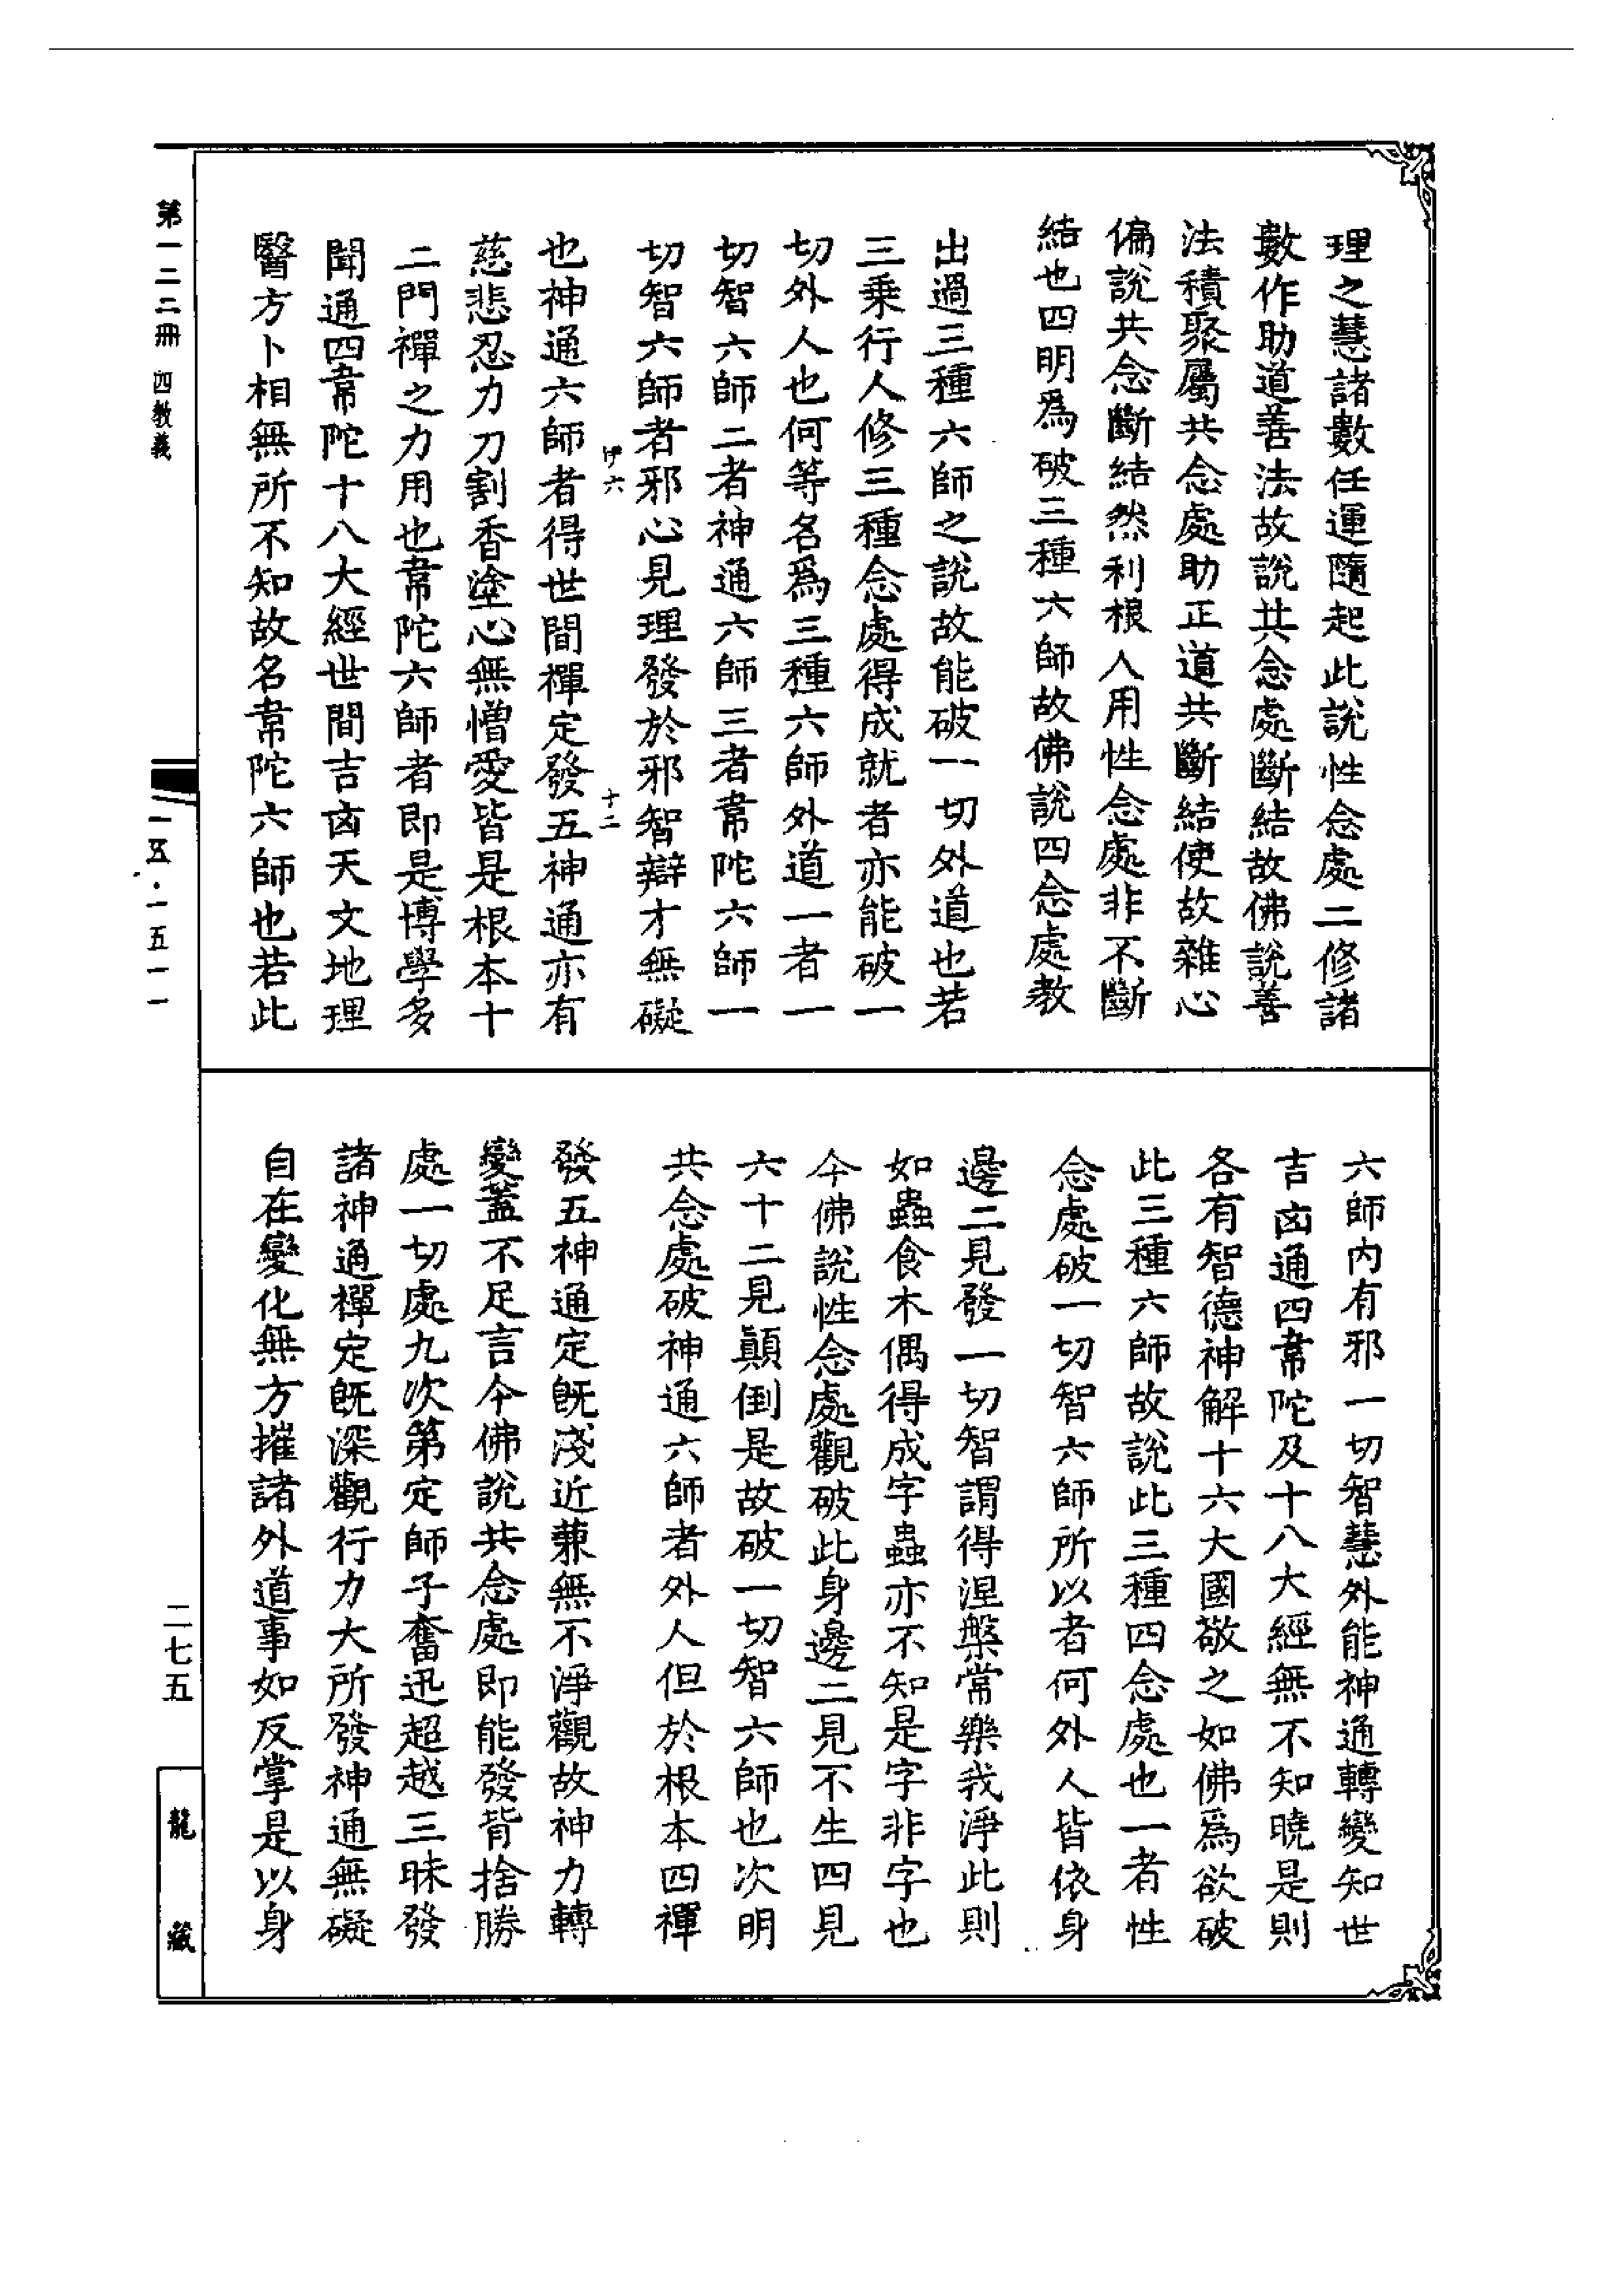 理之慧諸數任運隨起此說性念處二修諸
數作助道善法故說共念處斷結故佛說善
法積聚屬共念處助正道共斷結使故雜心
偏說共念斷結然利根人用性念處非不斷
結也四明爲破三種六師故佛說四念處教
出過三種六師之說故能破一切外道也若
三乗行人修三種念處得成就者亦能破一
切外人也何等名爲三種六師外道一者一
切智六師二者神通六師三者韋陀六師一
切智六師者邪心見理發於邪智辯才無礙
六 十二
也神通六師者得世間禪定發五神通亦有
慈悲忍力刀割香塗心無憎愛皆是根本十
二門禪之力用也韋陀六師者即是博學多
聞通四韋陀十八大經世間吉凶天文地理
醫方卜相無所不知故名韋陀六師也若此
六師内有邪一切智慧外能神通轉變知世
吉凶通四韋陀及十八大經無不知曉是則
各有智德神解十六大國敬之如佛爲欲破
此三種六師故說此三種四念處也一者性
念處破一切智六師所以者何外人皆依身
邊二見發一切智謂得涅槃常樂我淨此則
如蟲食木偶得成字蟲亦不知是字非字也
今佛說性念處觀破此身邊二見不生四見
六十二見顛倒是故破一切智六師也次明
共念處破神通六師者外人但於根本四禪
發五神通定既淺近兼無不淨觀故神力轉
變蓋不足言今佛說共念處即能發背捨勝
處一切處九次第定師子奮迅超越三昧發
諸神通禪定既深觀行力大所發神通無礙
自在變化無方摧諸外道事如反掌是以身
第一二二冊 四教義
一五·一五一一
二七五
龍藏